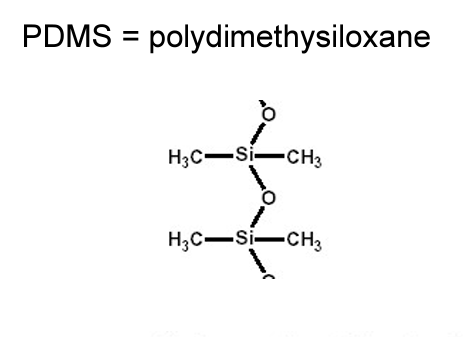 PDMS = polydimethysiloxane
O
H₃C Si CH₃
O
H₃C Si CH₃
O